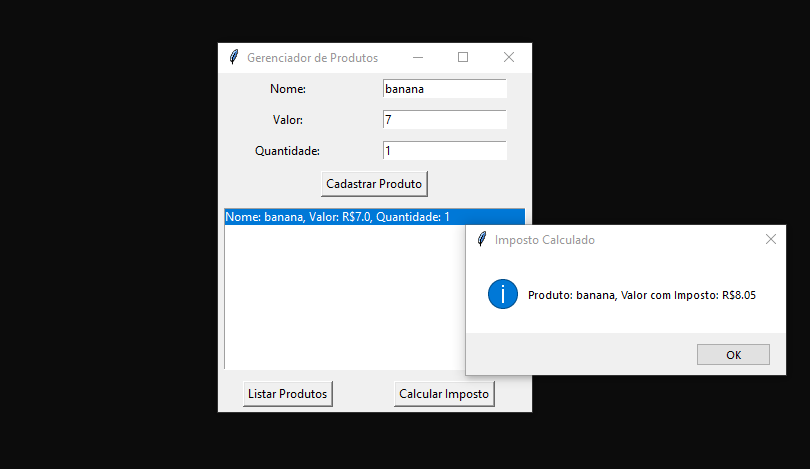 Gerenciador de Produtos
Nome: banana
Valor: 7
Quantidade: 1
Cadastrar Produto
Nome: banana, Valor: R$7.0, Quantidade: 1
Imposto Calculado
Produto: banana, Valor com Imposto: R$8.05
OK
Listar Produtos Calcular Imposto